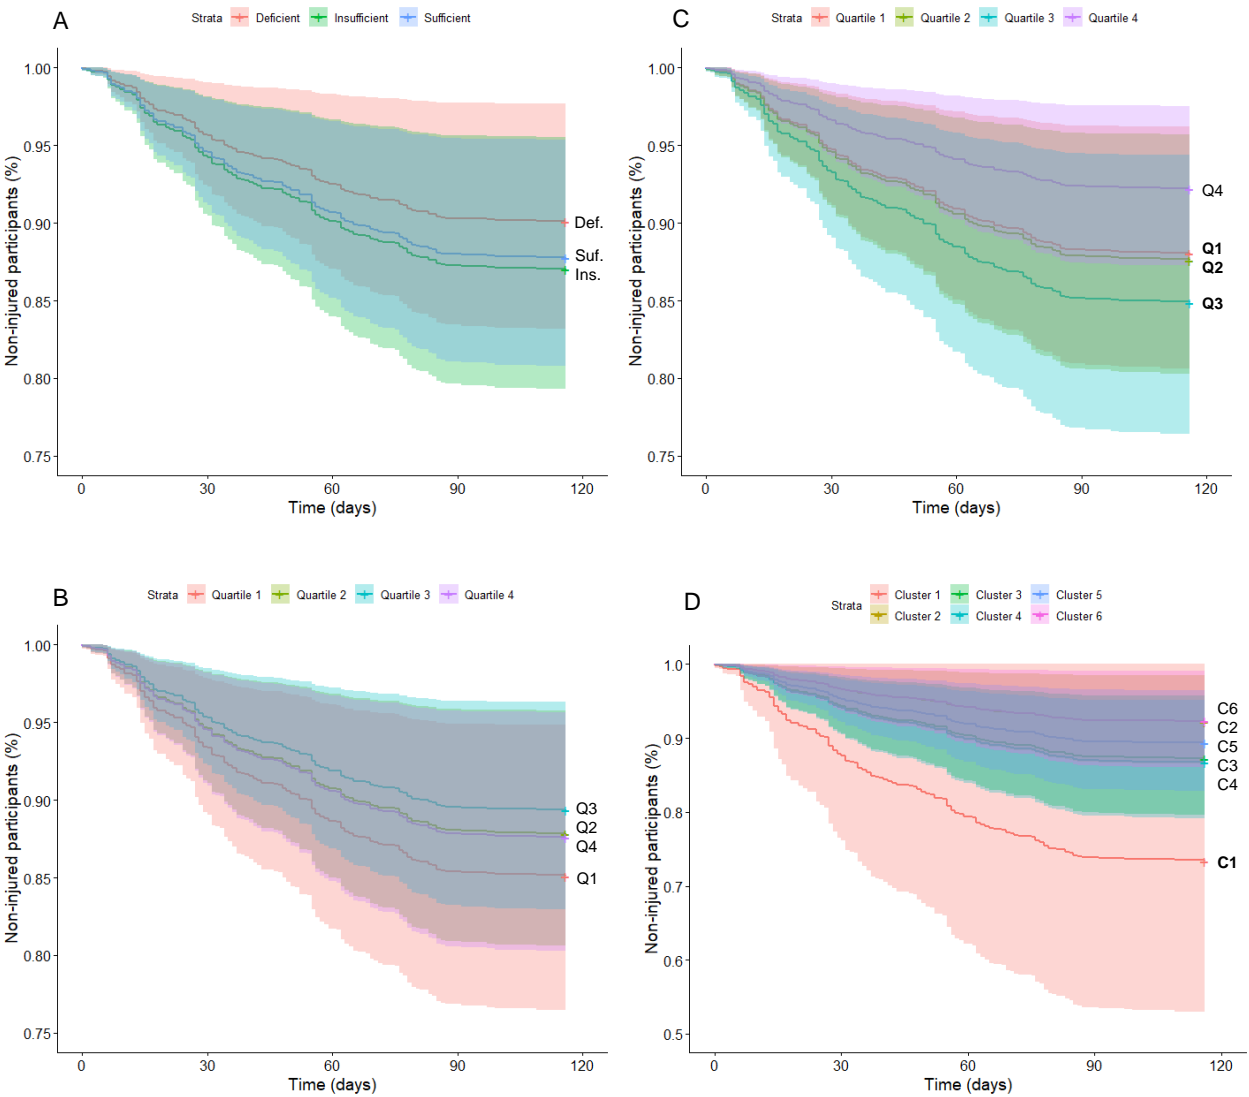 A
Strata Deficient Insufficient Sufficient
1.00
0.95
0.90
0.85
0.80
0.75
Non-injured participants (%)
Def.
Suf.
Ins.
0 30 60 90 120
Time (days)
C
Strata Quartile 1 Quartile 2 Quartile 3 Quartile 4
1.00
0.95
0.90
0.85
0.80
0.75
Non-injured participants (%)
Q4
Q1
Q2
Q3
0 30 60 90 120
Time (days)
B
Strata Quartile 1 Quartile 2 Quartile 3 Quartile 4
1.00
0.95
0.90
0.85
0.80
0.75
Non-injured participants (%)
Q3
Q2
Q4
Q1
0 30 60 90 120
Time (days)
D
Strata
Cluster 1 Cluster 3 Cluster 5
Cluster 2 Cluster 4 Cluster 6
1.0
0.9
0.8
0.7
0.6
0.5
Non-injured participants (%)
C6
C2
C5
C3
C4
C1
0 30 60 90 120
Time (days)